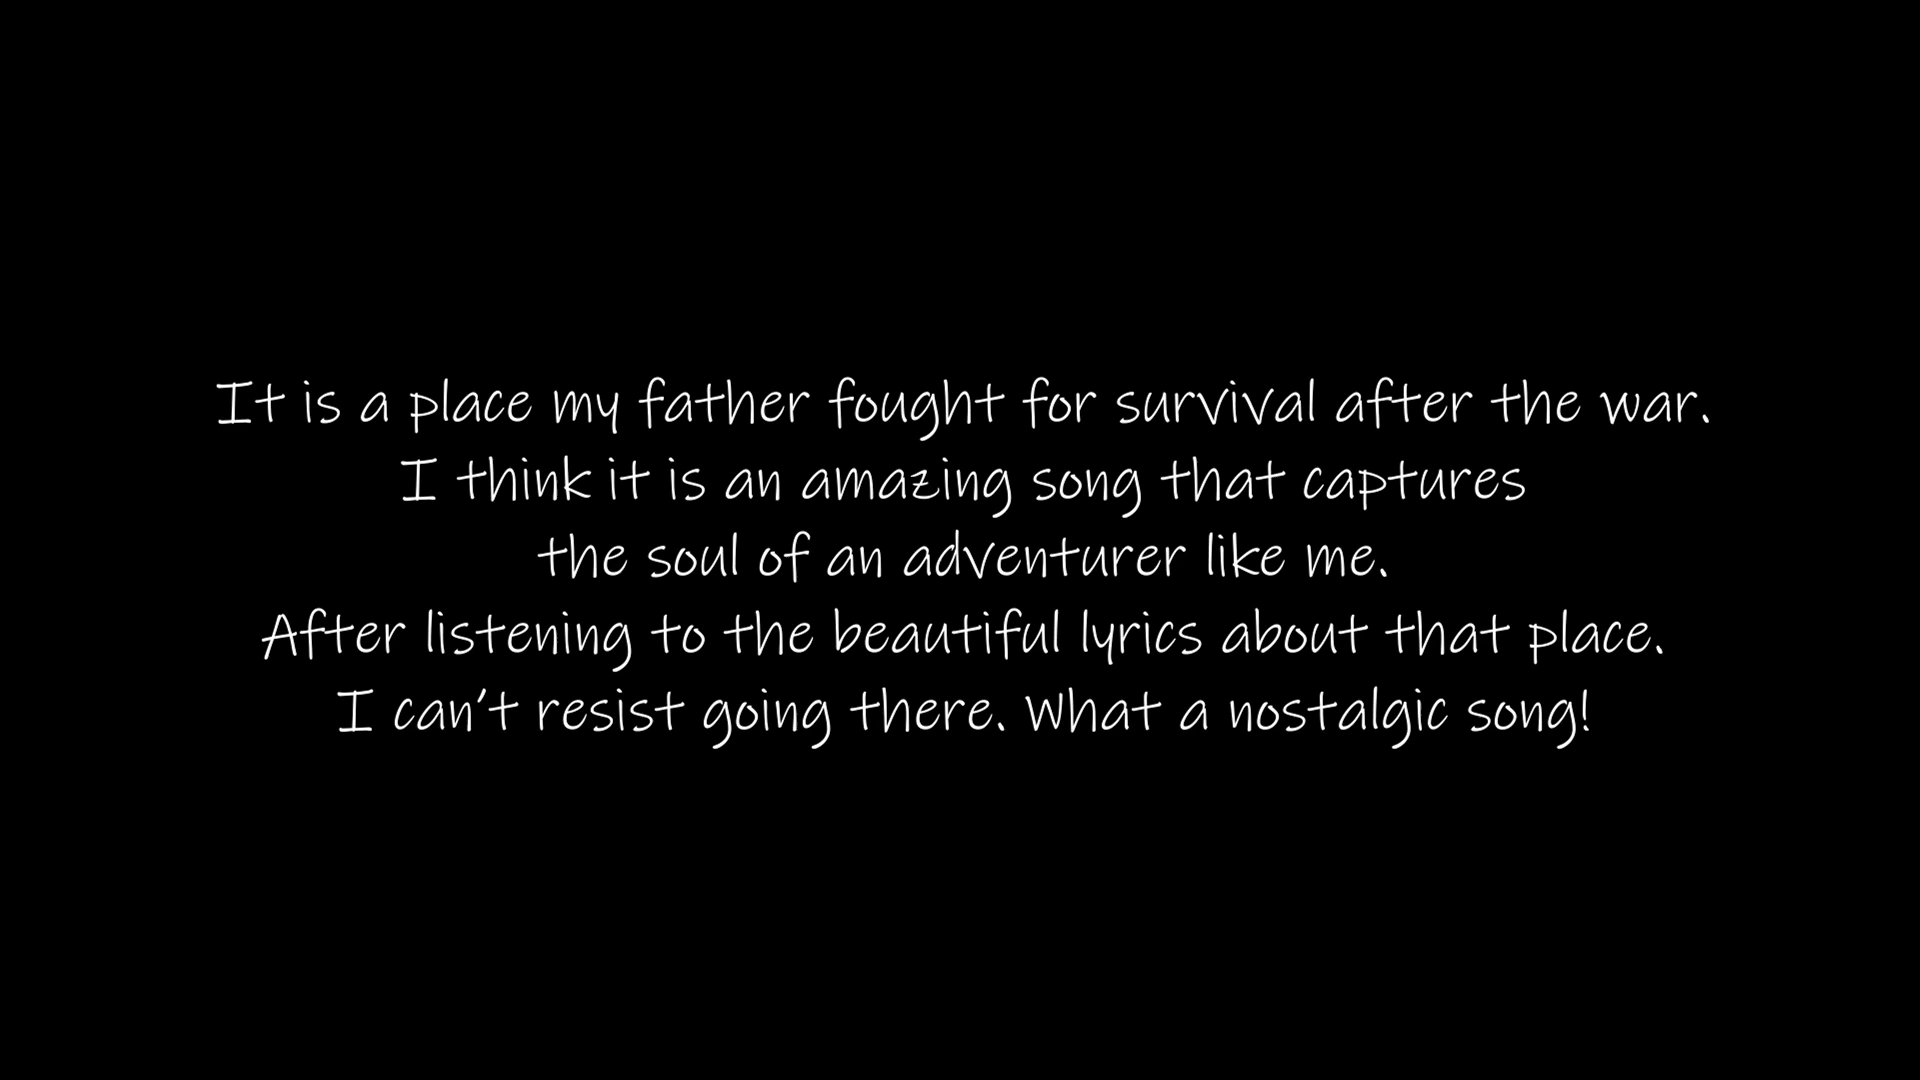 It is a place my father fought for survival after the war.
I think it is an amazing song that captures
the soul of an adventurer like me.
After listening to the beautiful lyrics about that place.
I can't resist going there. What a nostalgic song!